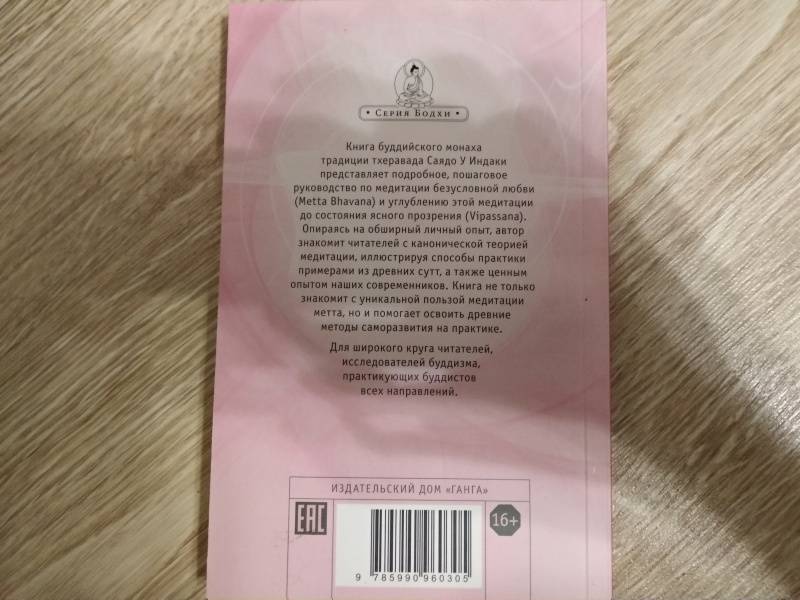 • Серия Бодхи •
Книга буддийского монаха
традиции тхеравада Саядо У Индаки
представляет подробное, пошаговое
руководство по медитации безусловной любви
(Metta Bhavana) и углублению этой медитации
до состояния ясного прозрения (Vipassana).
Опираясь на обширный личный опыт, автор
знакомит читателей с канонической теорией
медитации, иллюстрируя способы практики
примерами из древних сутт, а также ценным
опытом наших современников. Книга не только
знакомит с уникальной пользой медитации
метта, но и помогает освоить древние
методы саморазвития на практике.
Для широкого круга читателей,
исследователей буддизма,
практикующих буддистов
всех направлений.
ИЗДАТЕЛЬСКИЙ ДОМ «ГАНГА»
EAC
16+
9 785990 960305